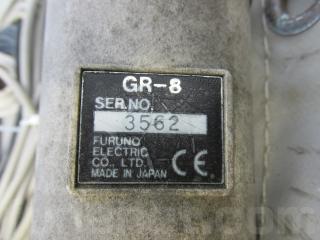 GR-8
SER.NO.
3562
FURUNO
ELECTRIC
CO., LTD.
MADE IN JAPAN
CE